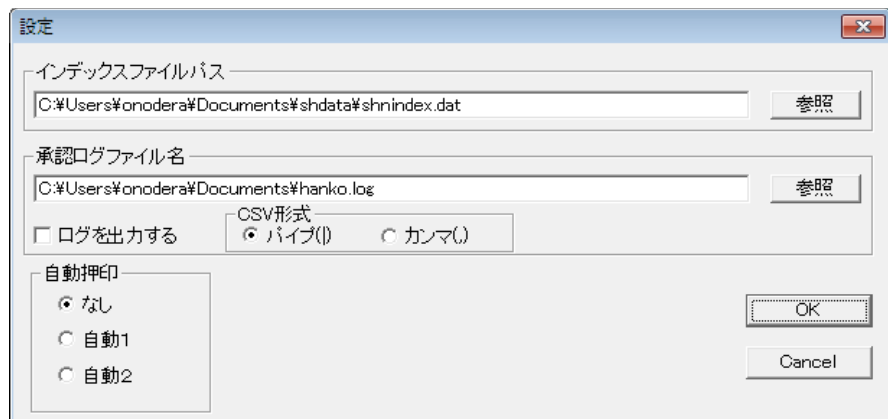 設定
インデックスファイルパス
C:¥Users¥onodera¥Documents¥shdata¥shnindex.dat
参照
承認ログファイル名
C:¥Users¥onodera¥Documents¥hanko.log
参照
CSV形式
ログを出力する
パイプ(|)
カンマ(,)
自動押印
なし
自動1
自動2
OK
Cancel